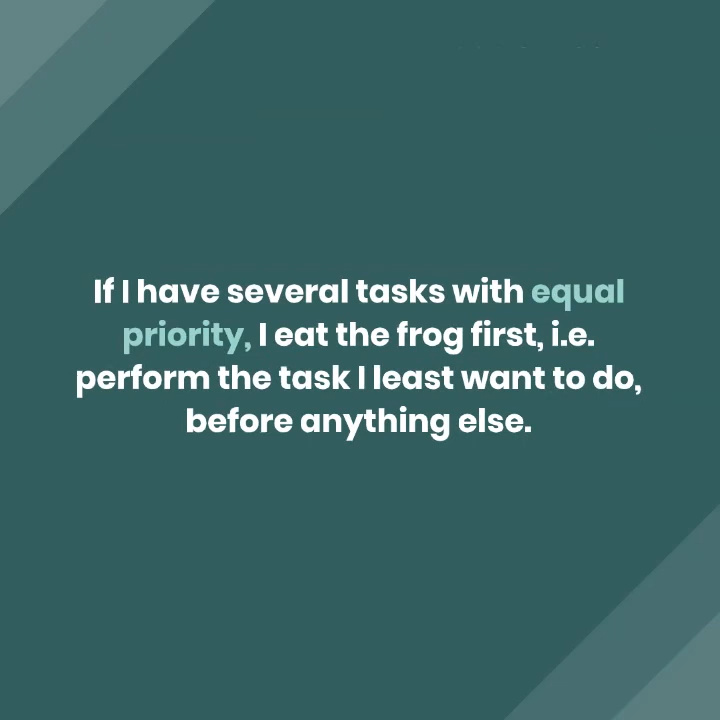 If I have several tasks with equal
priority, I eat the frog first, i.e.
perform the task I least want to do,
before anything else.